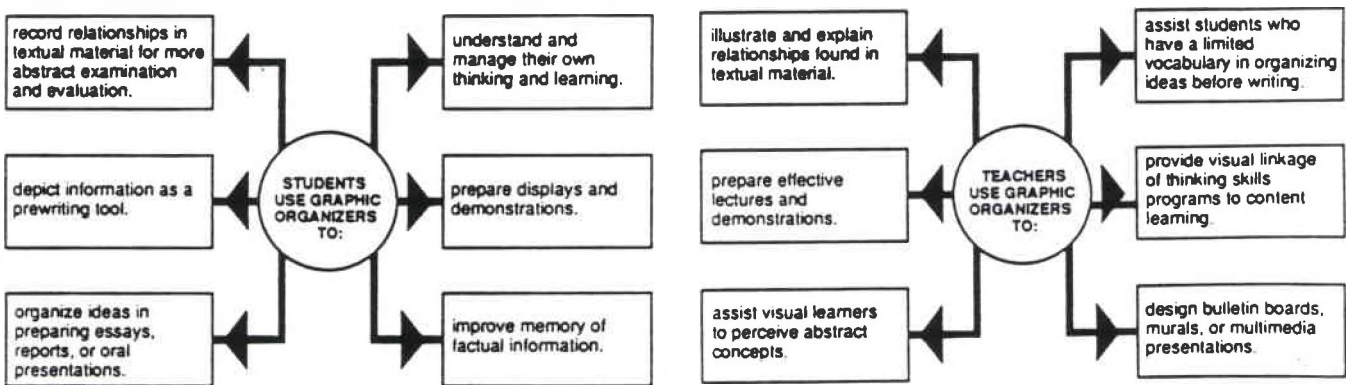 record relationships in
textual material for more
abstract examination
and evaluation.
understand and
manage their own
thinking and learning.
depict information as a
prewriting tool.
STUDENTS
USE GRAPHIC
ORGANIZERS
TO:
prepare displays and
demonstrations.
organize ideas in
preparing essays,
reports, or oral
presentations.
improve memory of
factual information.
illustrate and explain
relationships found in
textual material.
assist students who
have a limited
vocabulary in organizing
ideas before writing.
prepare effective
lectures and
demonstrations.
TEACHERS
USE GRAPHIC
ORGANIZERS
TO:
provide visual linkage
of thinking skills
programs to content
learning.
assist visual learners
to perceive abstract
concepts.
design bulletin boards,
murals, or multimedia
presentations.